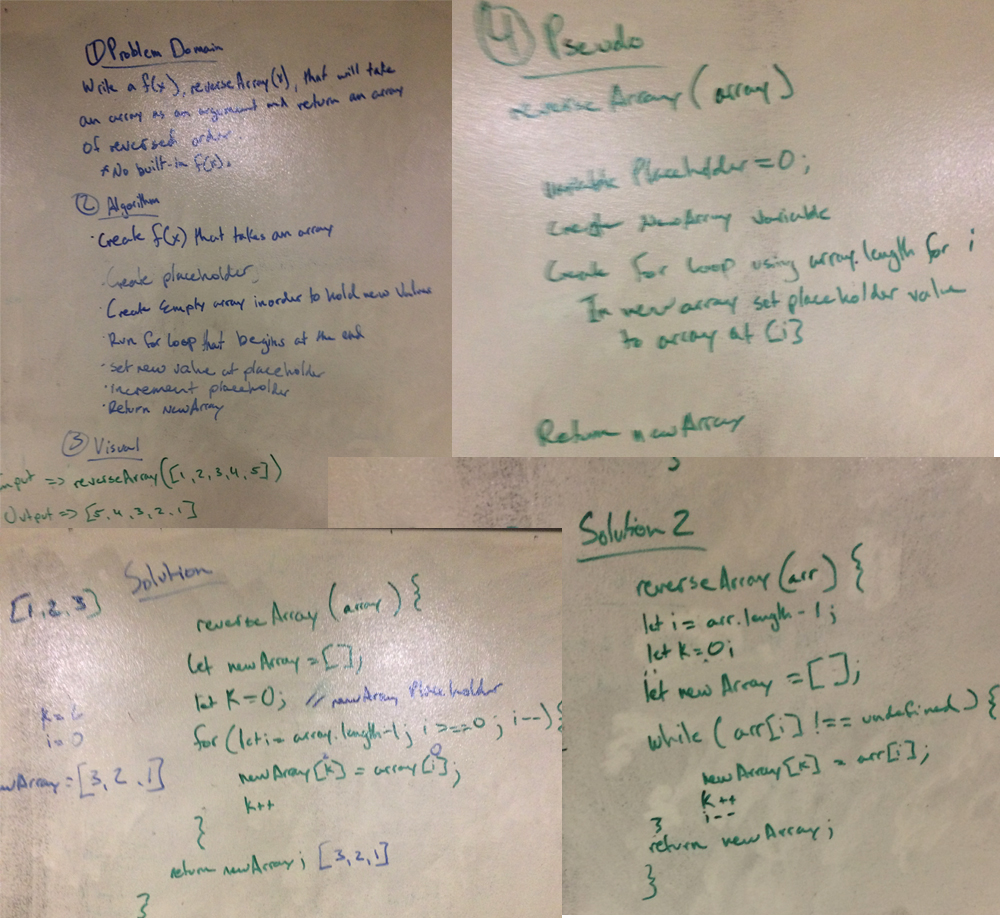 ① Problem Domain
Write a f(x), reverseArray(x), that will take
an array as an argument and return an array
of reversed order.
* No built-in f(x).
② Algorithm
· Create f(x) that takes an array
· Create placeholder
· Create Empty array inorder to hold new Values
· Run for loop that begins at the end
· set new value at placeholder
· Increment placeholder
· Return NewArray
③ Visual
nput => reverseArray([1,2,3,4,5])
Output => [5,4,3,2,1]
④ Pseudo
reverse Array (array)
variable Placeholder = 0;
Create NewArray variable
Create for loop using array.length for i
In new array set placeholder value
to array at [i]
Return newArray
Solution
[1,2,3]
reverseArray (array) {
let newArray = [];
let K=0; // newArray Placeholder
k=
i=0
for (let i = array.length-1; i >==0; i--) {
newArray = [3,2,1]
newArray[k] = array[i];
0
k++
}
return newArray; [3,2,1]
}
Solution 2
reverseArray (arr) {
let i = arr.length - 1;
let k=0;
let newArray = [];
while (arr[i] !== undefined) {
newArray[k] = arr[i];
k++
i--
}
return newArray;
}